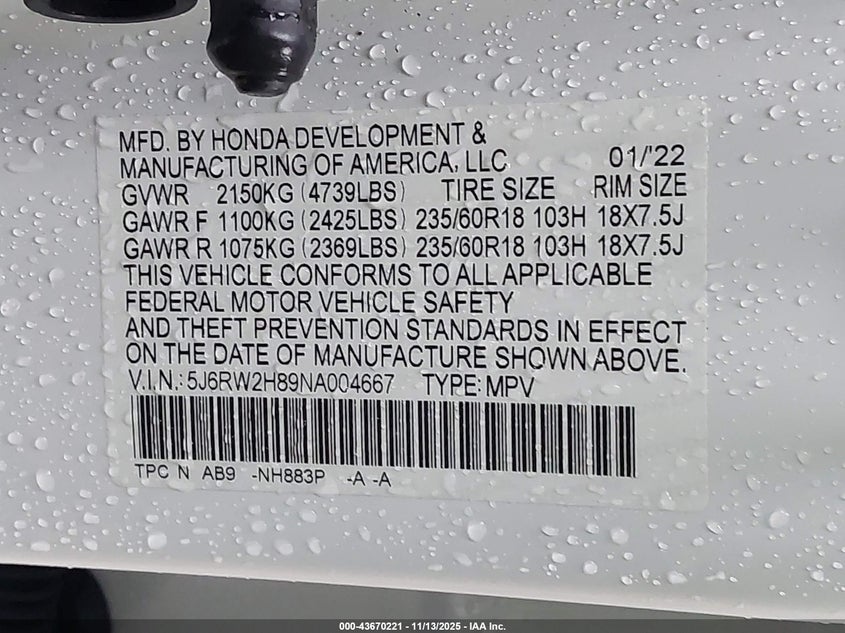 MFD. BY HONDA DEVELOPMENT &
MANUFACTURING OF AMERICA, LLC 01/'22
GVWR 2150KG (4739LBS) TIRE SIZE RIM SIZE
GAWR F 1100KG (2425LBS) 235/60R18 103H 18X7.5J
GAWR R 1075KG (2369LBS) 235/60R18 103H 18X7.5J
THIS VEHICLE CONFORMS TO ALL APPLICABLE
FEDERAL MOTOR VEHICLE SAFETY
AND THEFT PREVENTION STANDARDS IN EFFECT
ON THE DATE OF MANUFACTURE SHOWN ABOVE.
V.I.N.: 5J6RW2H89NA004667 TYPE: MPV
TPC N AB9 -NH883P -A -A
000-43670221 - 11/13/2025 - IAA Inc.